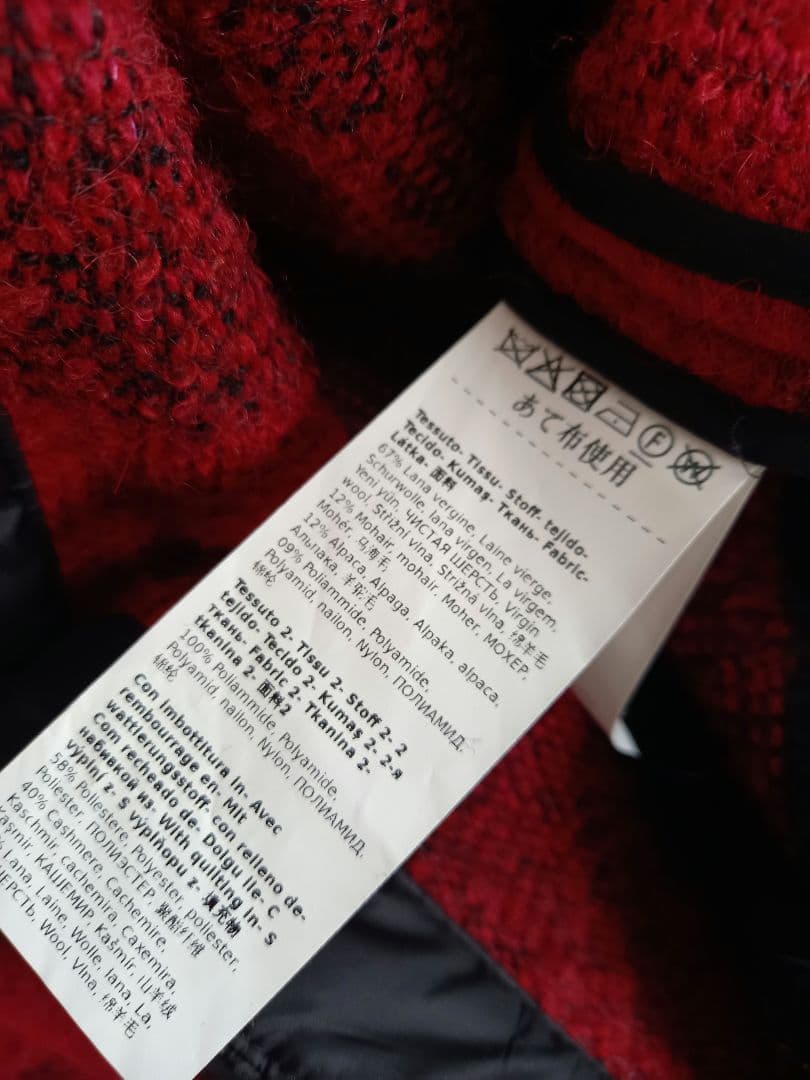 あて布使用
Tessuto- Tissu- Stoff- tejido-
Tecido- Kumaş- Ткань- Fabric-
Látka- 面料
67% Lana vergine, Laine vierge,
Schurwolle, lana virgen, La virgem,
Yeni yün, ЧИСТАЯ ШЕРСТЬ, Virgin
wool, Střižní vlna, Strižná vlna, 绵羊毛
12% Mohair, mohair, Moher, МОХЕР,
Mohér, 马海毛
12% Alpaca, Alpaga, Alpaka, alpaca,
Альпака, 羊驼毛
09% Poliammide, Polyamide,
Polyamid, nailon, Nylon, ПОЛИАМИД,
锦纶
Tessuto 2- Tissu 2- Stoff 2- 2
tejido- Tecido 2- Kumaş 2- 2-я
Ткань- Fabric 2- Tkanina 2-
tkanina 2- 面料2
100% Poliammide, Polyamide,
Polyamid, nailon, Nylon, ПОЛИАМИД,
锦纶
Con imbottitura in- Avec
rembourrage en- Mit
wattierungsstoff- con relleno de-
Com recheado de- Dolgu Ile- С
набивкой из- With quilting in- S
výplní z- S výplňopu z- 填充物
58% Poliestere, Polyester, poliester,
Poliester, ПОЛИЭСТЕР, 聚酯纤维
40% Cashmere, Cachemire,
Kaschmir, cachemira, Caxemira,
Kaşmir, КАШЕМИР, Kašmír, 山羊绒
% Lana, Laine, Wolle, lana, La,
ШЕРСТЬ, Wool, Vlna, 绵羊毛